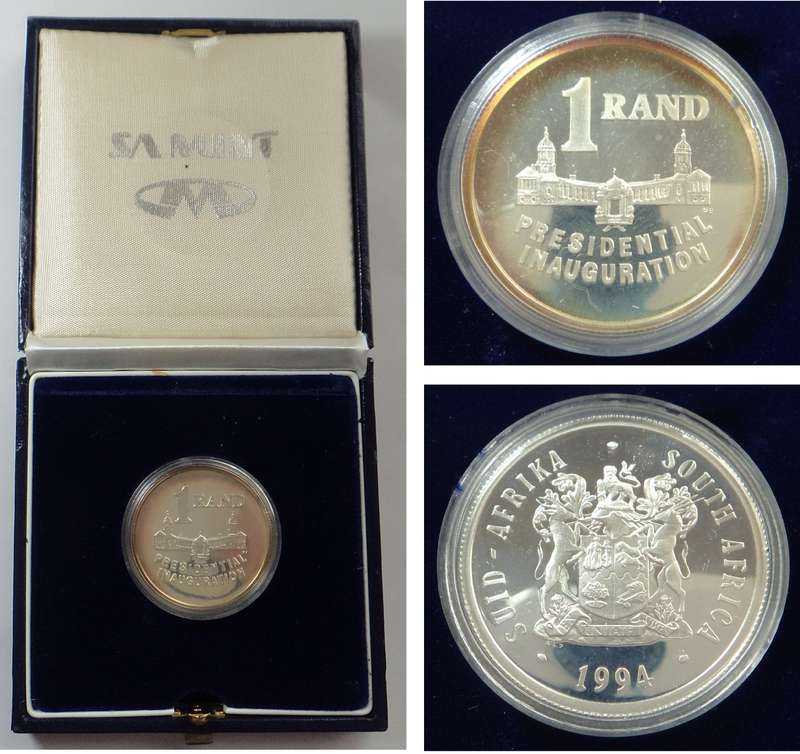 SA MINT
1 RAND
PRESIDENTIAL
INAUGURATION
1 RAND
PRESIDENTIAL
INAUGURATION
SUID-AFRIKA · SOUTH AFRICA
· 1994 ·